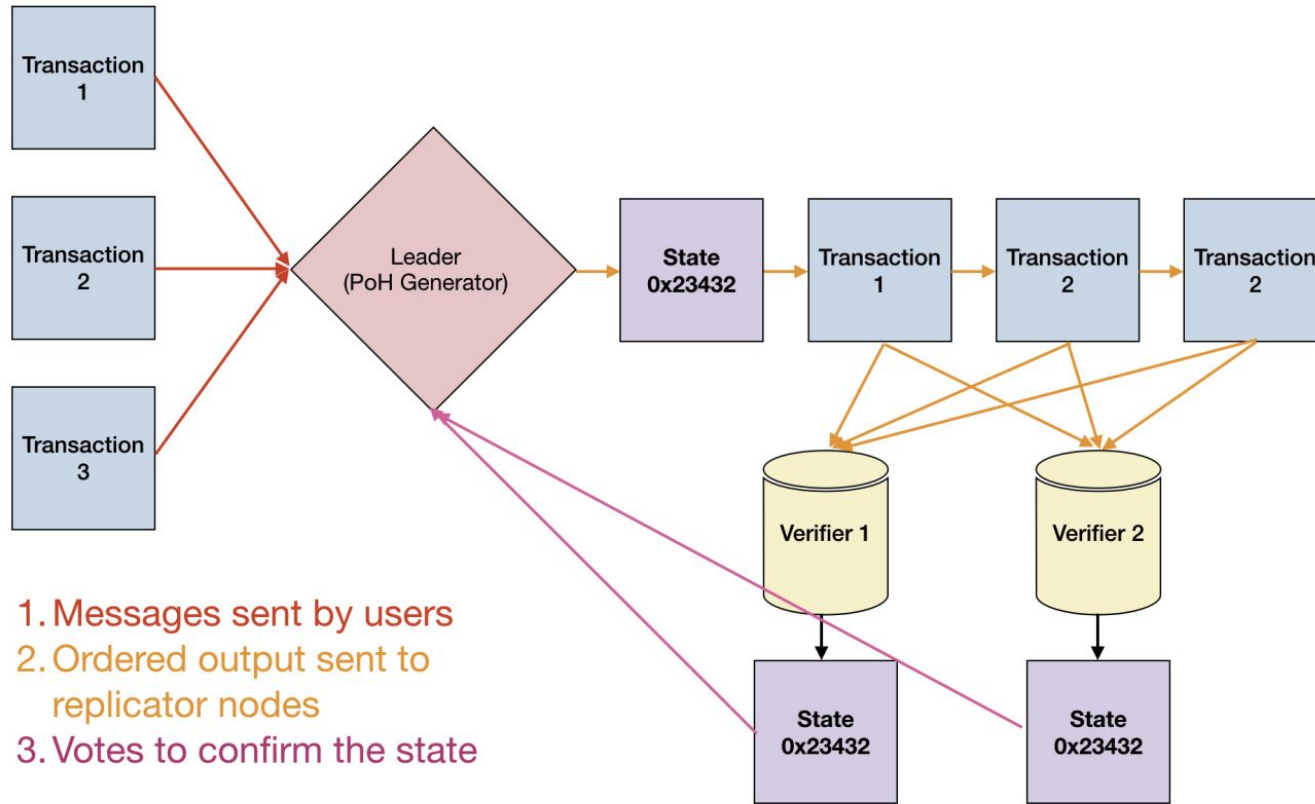 Transaction
1
Transaction
2
Transaction
3
Leader
(PoH Generator)
State
0x23432
Transaction
1
Transaction
2
Transaction
2
Verifier 1
Verifier 2
State
0x23432
State
0x23432
1. Messages sent by users
2. Ordered output sent to
replicator nodes
3. Votes to confirm the state